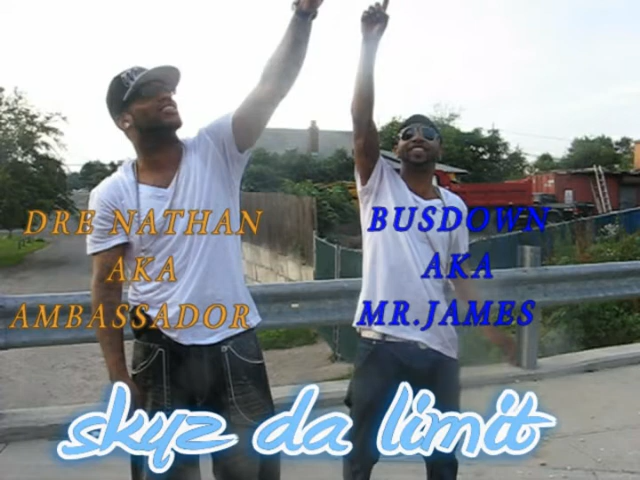 DRE NATHAN
AKA
AMBASSADOR
BUSDOWN
AKA
MR.JAMES
skyz da limit